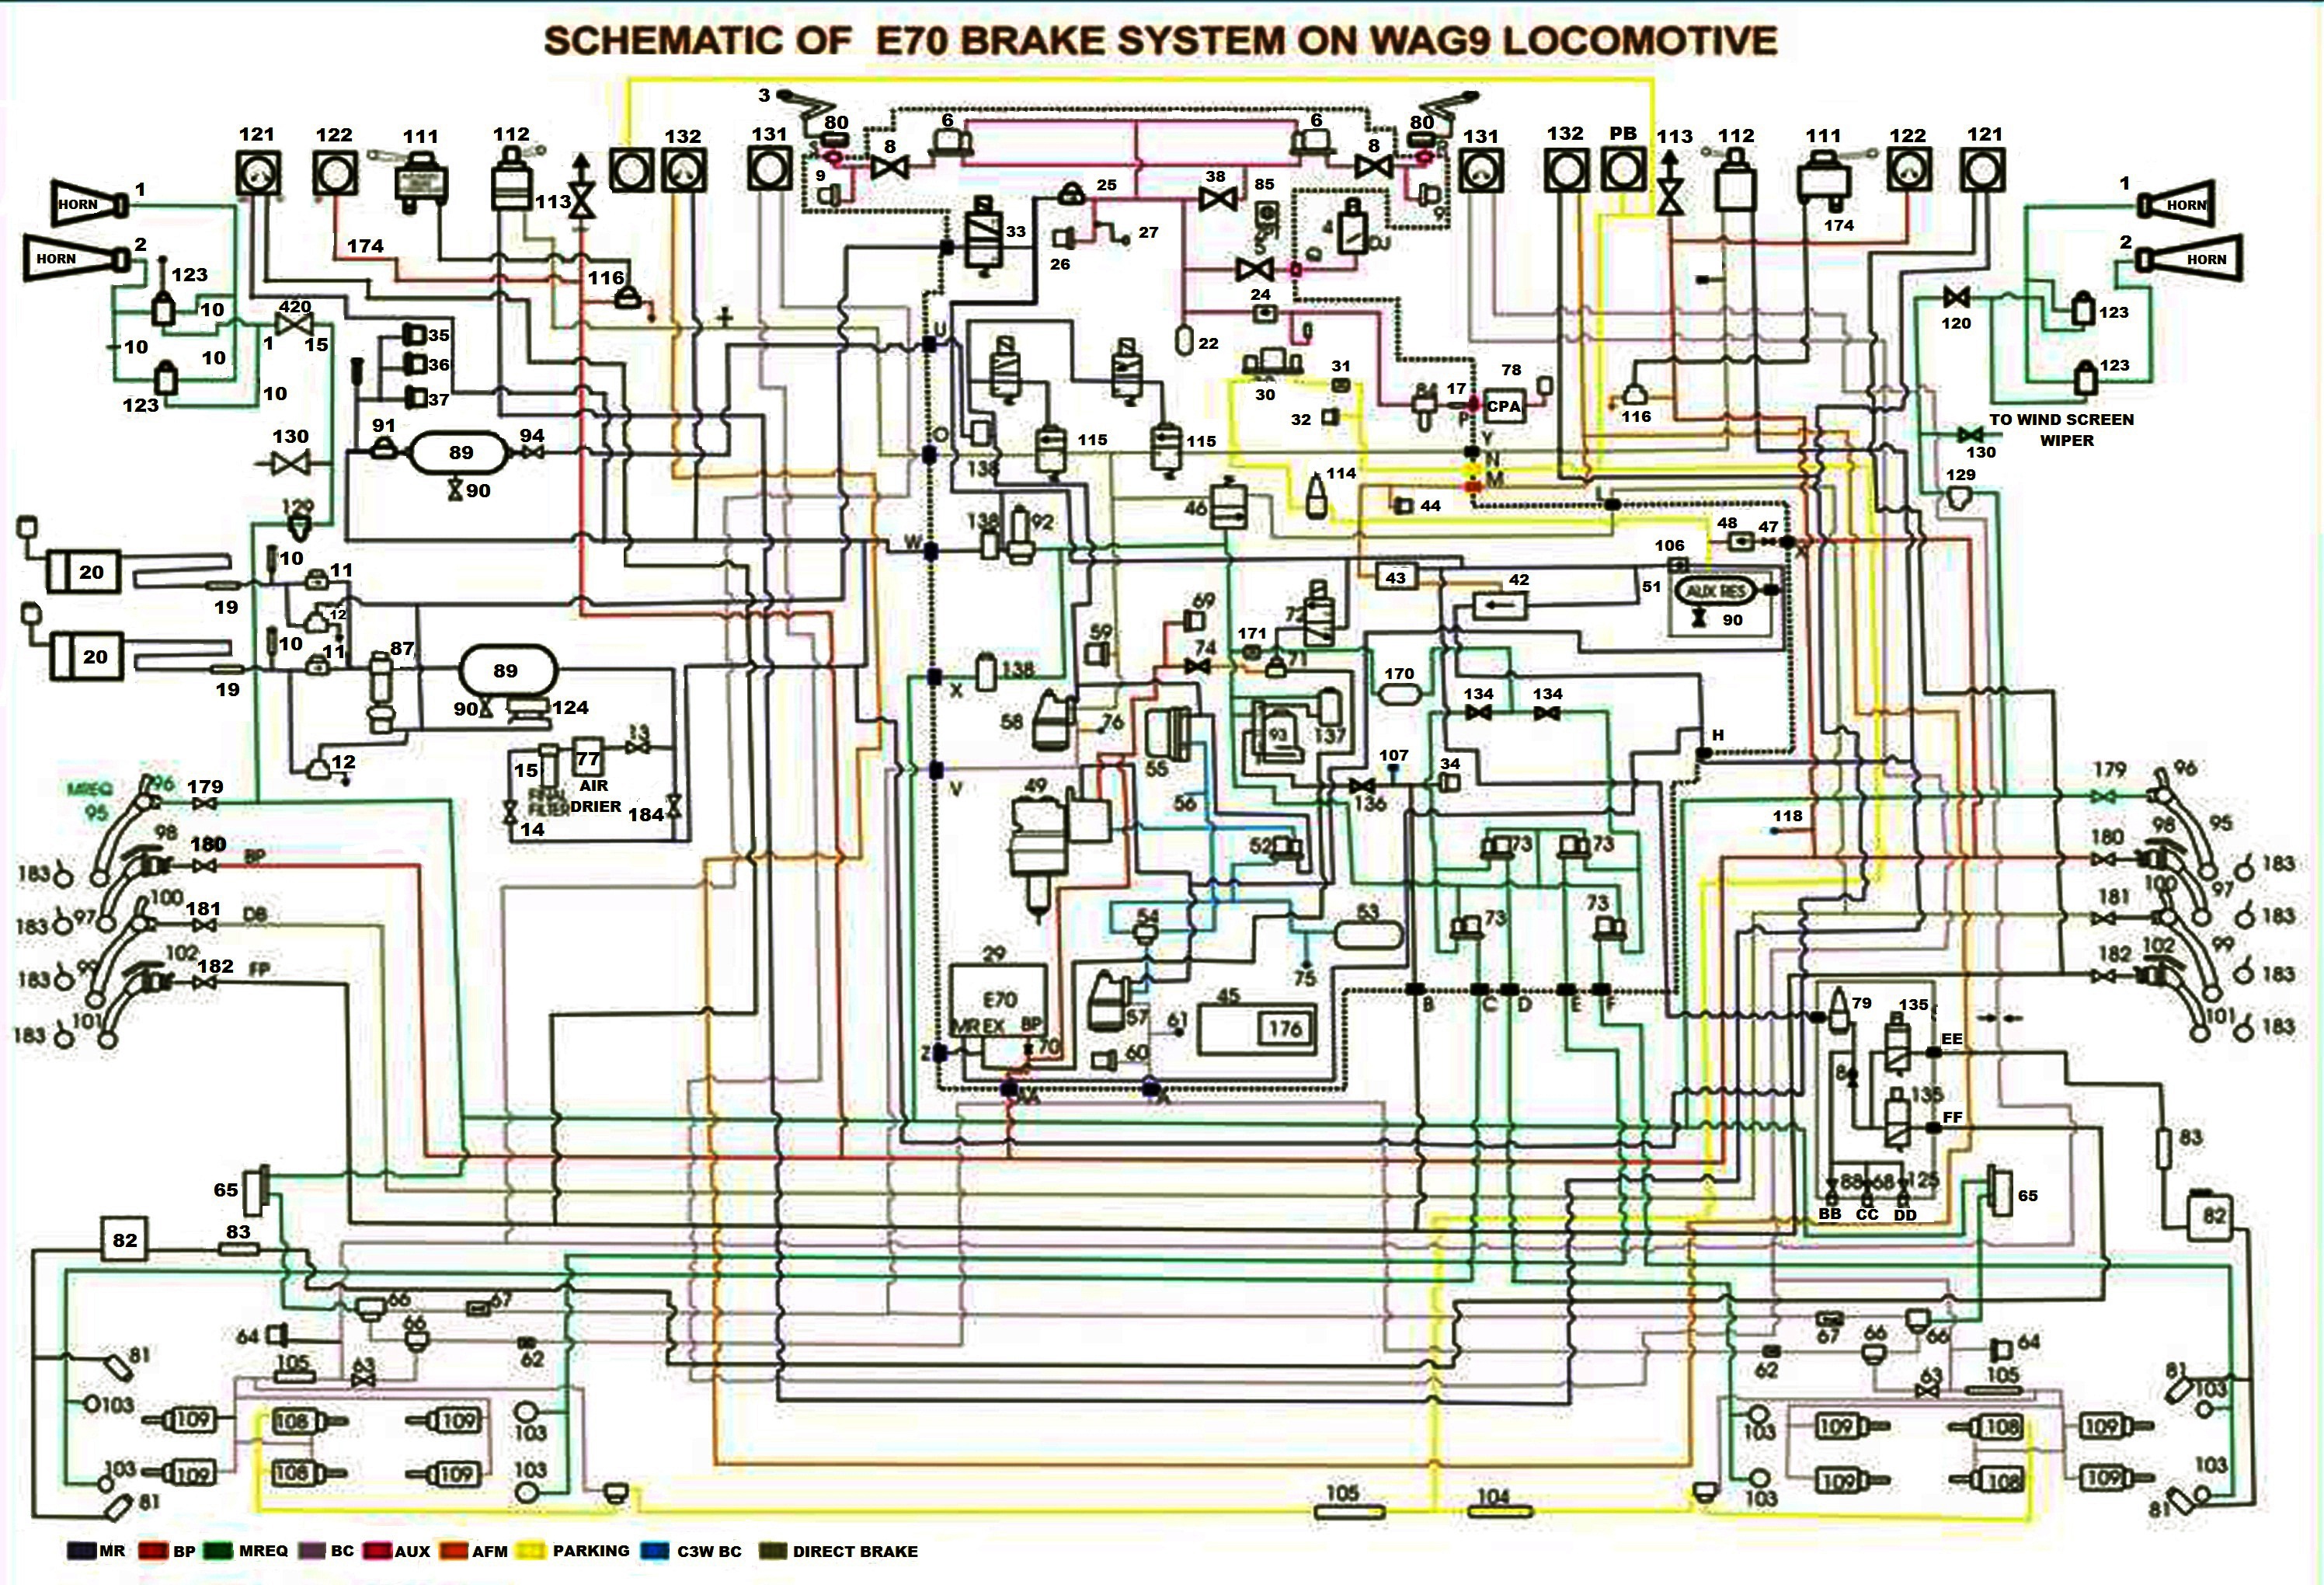 SCHEMATIC OF E70 BRAKE SYSTEM ON WAG9 LOCOMOTIVE
3
121 122 111 112 132 131 80 6 6 80 131 132 PB 113 112 111 122 121
8 8
HORN 1
113
9 25 38 85 9
1 HORN
33 27 26 4 DJ
174
HORN 2
174
2 HORN
123 116
10 420
24
120 123
10 10 1 15
22
35
36
31
30
84 17 78
CPA
P
116
123
123 10 37
32
TO WIND SCREEN
WIPER
91 89 94
130
90
U
O
138 115 115
Y
N
M
L
130
114
129
129
46 44
138 92
W
48 47
106
20 10 11
19 12
43 42 51
AUX RES
90
69 72
59 171 74 71
20 10 11 87 89
19
90 124
138
X
170
134 134
58 76
55 93 137
H
12
15 77
AIR
DRIER
FINAL
FILTER
14 184
V
107 34
49 56 136
MREQ 96 179
95
179 96
118
98 180 BP
180 98 95
52 73 73
183
183
100 181 DB
97
181 100 97
183
183
54 53 73 73
102 182 FP
99
182 102 99
183
183
29
E70
MR EX BP
70
Z
AA A
75
57 61
60
45
176
B C D E F
101
183
101 183
79 135
EE
8
135
FF
83
65
88 68 125
BB CC DD
65
82 83
82
66 67
64 66
62
67 66 66
62 64
81 105 63
63 105 81
103
103
109 108 109
103
103
109 108 109
109 108 109
103 103
81
103
109 108 109
103
81
105 104
MR BP MREQ BC AUX AFM PARKING C3W BC DIRECT BRAKE